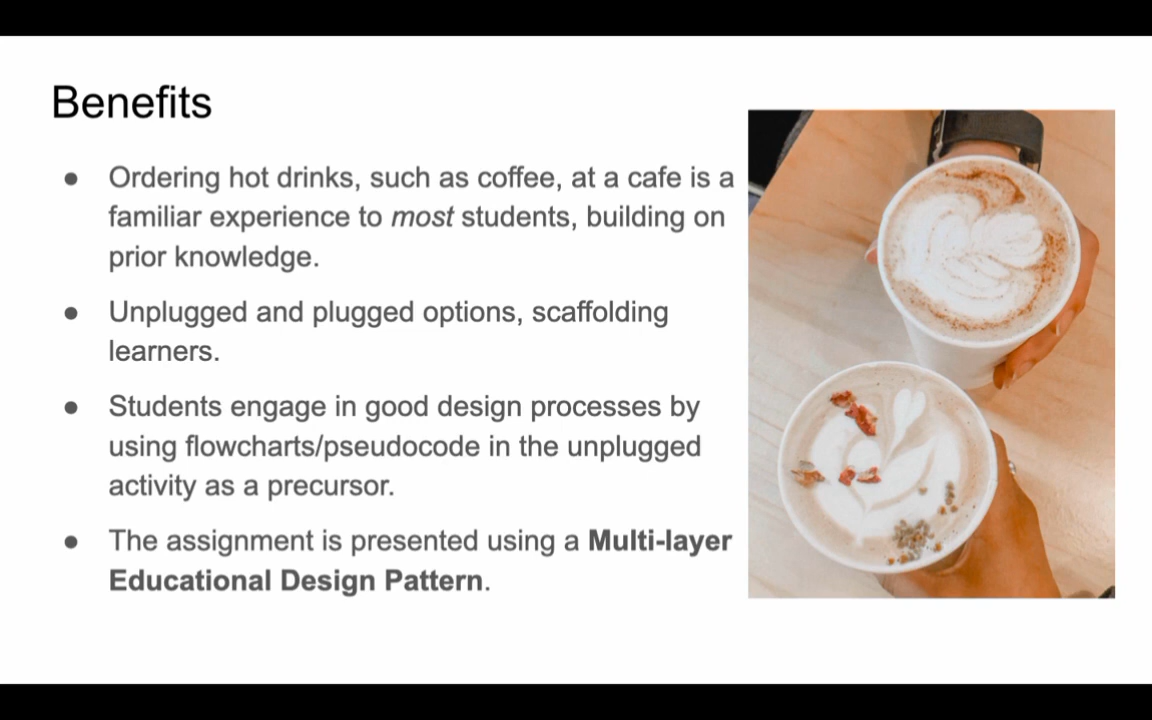 Benefits
● Ordering hot drinks, such as coffee, at a cafe is a
familiar experience to most students, building on
prior knowledge.
● Unplugged and plugged options, scaffolding
learners.
● Students engage in good design processes by
using flowcharts/pseudocode in the unplugged
activity as a precursor.
● The assignment is presented using a Multi-layer
Educational Design Pattern.